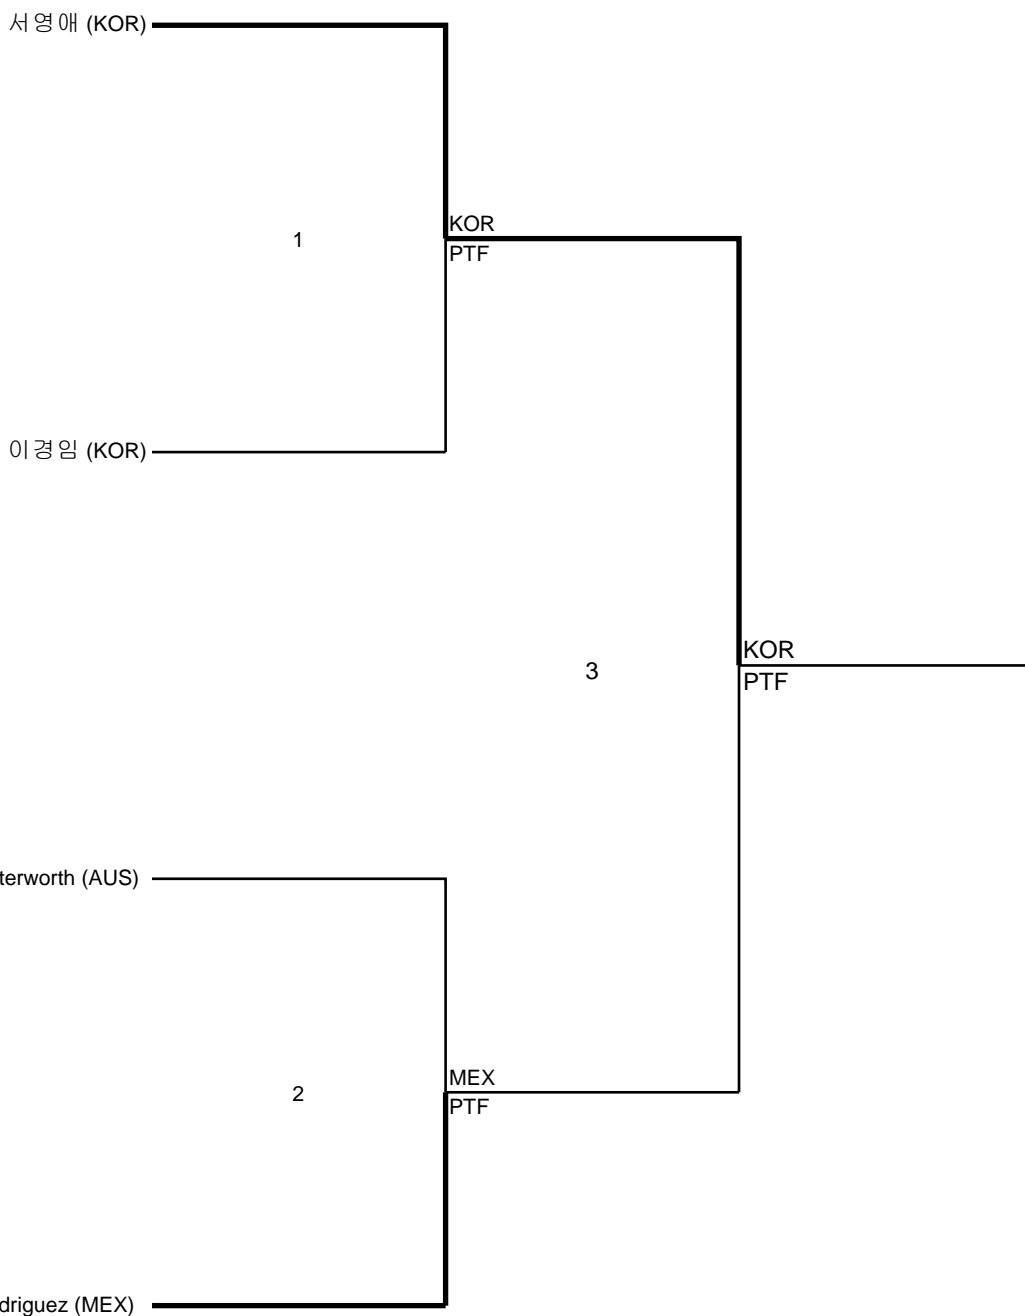 서영애 (KOR)
KOR
1
PTF
이경임 (KOR)
KOR
3
PTF
terworth (AUS)
MEX
2
PTF
driguez (MEX)